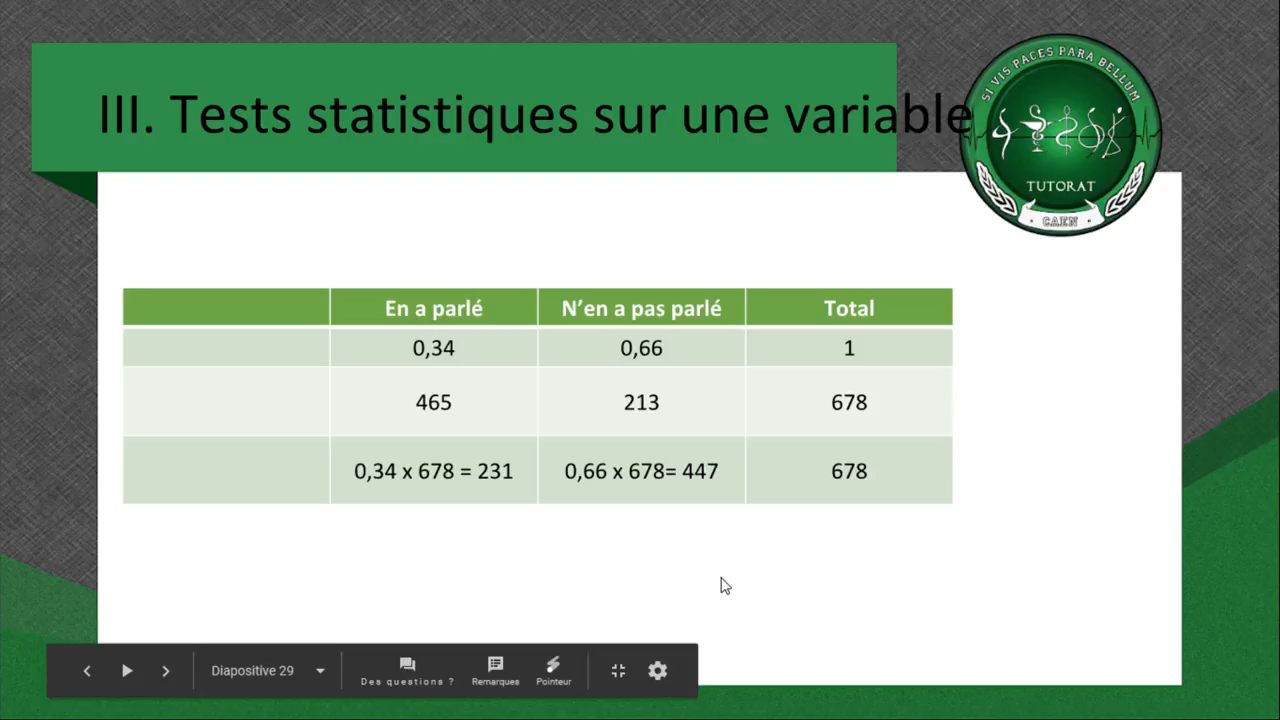 III. Tests statistiques sur une variable
SI VIS PACES PARA BELLUM
TUTORAT
CAEN
En a parlé N’en a pas parlé Total
0,34 0,66 1
465 213 678
0,34 x 678 = 231 0,66 x 678= 447 678
Diapositive 29
Des questions ? Remarques Pointeur